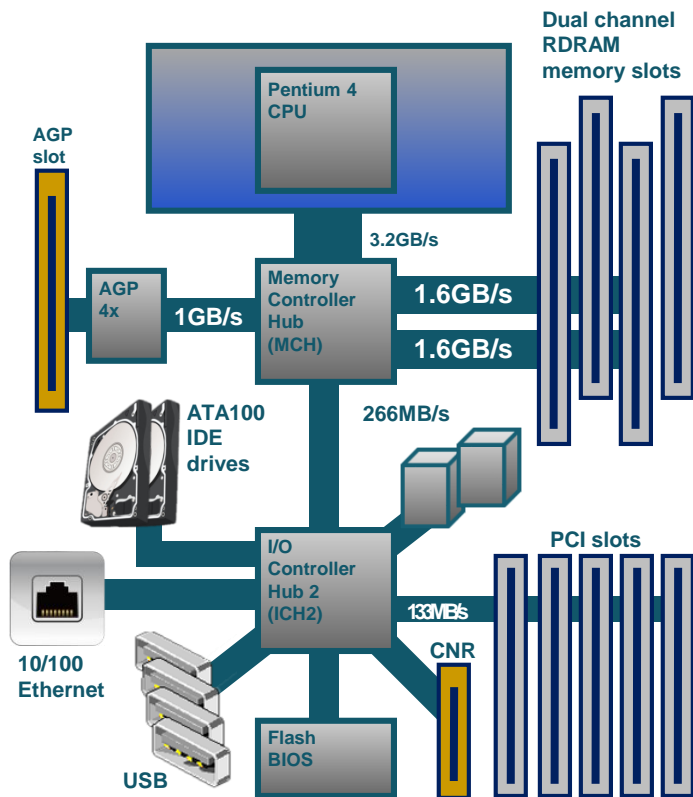 Dual channel
RDRAM
memory slots
Pentium 4
CPU
AGP
slot
3.2GB/s
AGP
4x
1GB/s
Memory
Controller
Hub
(MCH)
1.6GB/s
1.6GB/s
ATA100
IDE
drives
266MB/s
I/O
Controller
Hub 2
(ICH2)
PCI slots
133MB/s
10/100
Ethernet
CNR
USB
Flash
BIOS